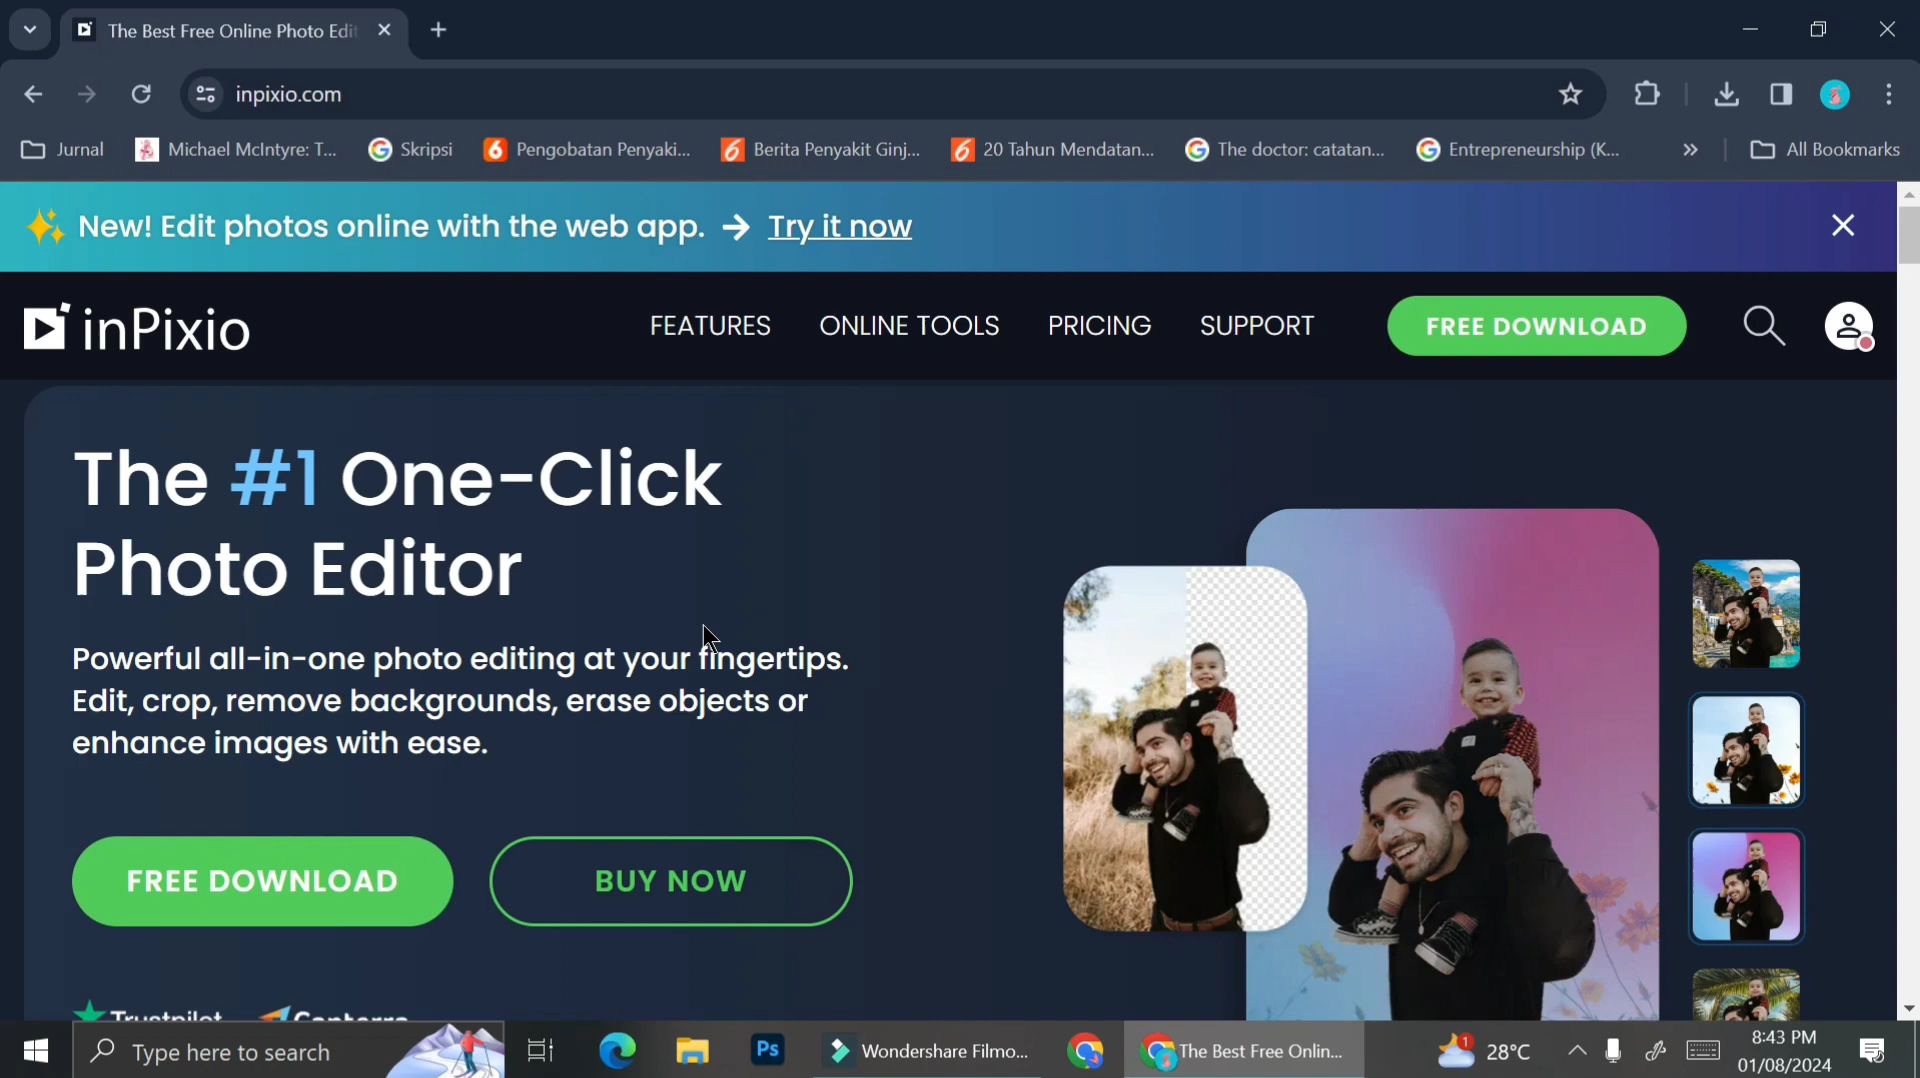 The Best Free Online Photo Edit
inpixio.com
Jurnal
Michael McIntyre: T...
Skripsi
Pengobatan Penyaki...
Berita Penyakit Ginj...
20 Tahun Mendatan...
The doctor: catatan...
Entrepreneurship (K...
»
All Bookmarks
New! Edit photos online with the web app. → Try it now
inPixio
FEATURES
ONLINE TOOLS
PRICING
SUPPORT
FREE DOWNLOAD
The #1 One-Click
Photo Editor
Powerful all-in-one photo editing at your fingertips.
Edit, crop, remove backgrounds, erase objects or
enhance images with ease.
FREE DOWNLOAD
BUY NOW
Trustpilot
Capterra
Type here to search
Ps
Wondershare Filmo...
The Best Free Onlin...
1
28°C
8:43 PM
01/08/2024